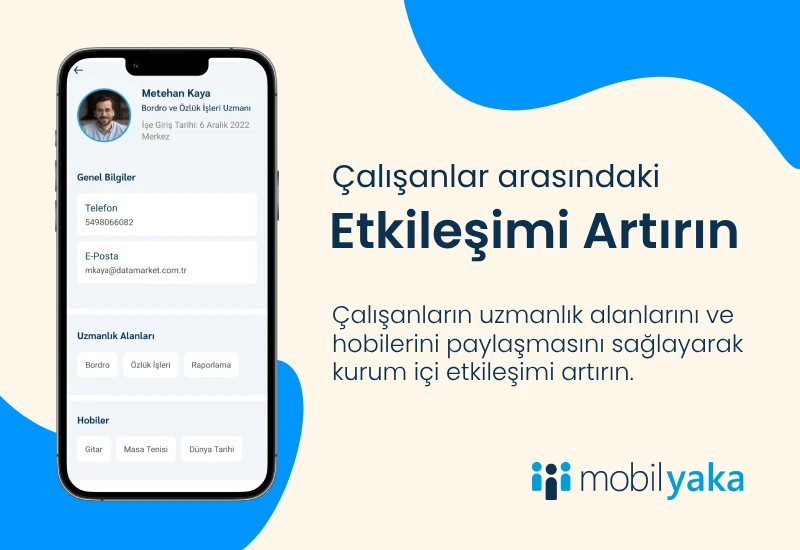 Metehan Kaya
Bordro ve Özlük İşleri Uzmanı
İşe Giriş Tarihi: 6 Aralık 2022
Merkez
Genel Bilgiler
Telefon
5498066082
E-Posta
mkaya@datamarket.com.tr
Uzmanlık Alanları
Bordro
Özlük İşleri
Raporlama
Hobiler
Gitar
Masa Tenisi
Dünya Tarihi
Çalışanlar arasındaki
Etkileşimi Artırın
Çalışanların uzmanlık alanlarını ve
hobilerini paylaşmasını sağlayarak
kurum içi etkileşimi artırın.
mobilyaka